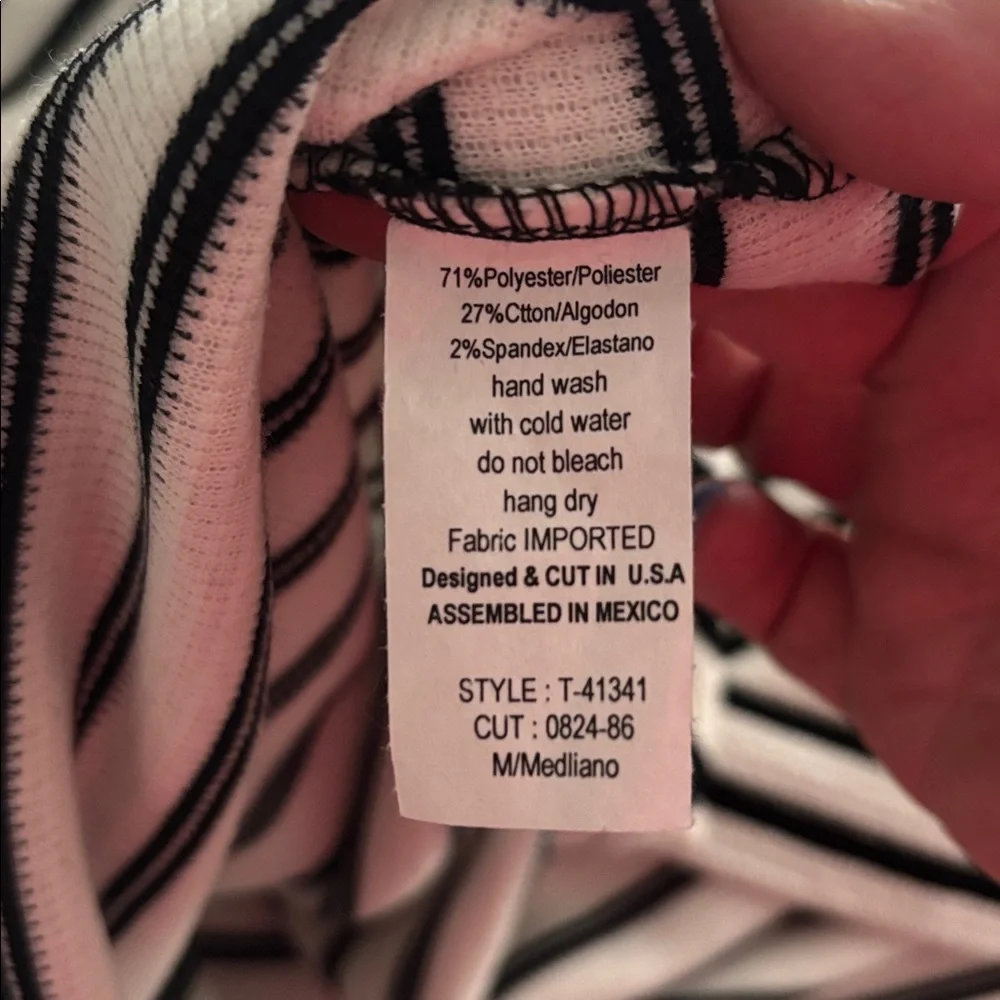 71%Polyester/Poliester
27%Ctton/Algodon
2%Spandex/Elastano
hand wash
with cold water
do not bleach
hang dry
Fabric IMPORTED
Designed & CUT IN U.S.A
ASSEMBLED IN MEXICO
STYLE : T-41341
CUT : 0824-86
M/Medliano